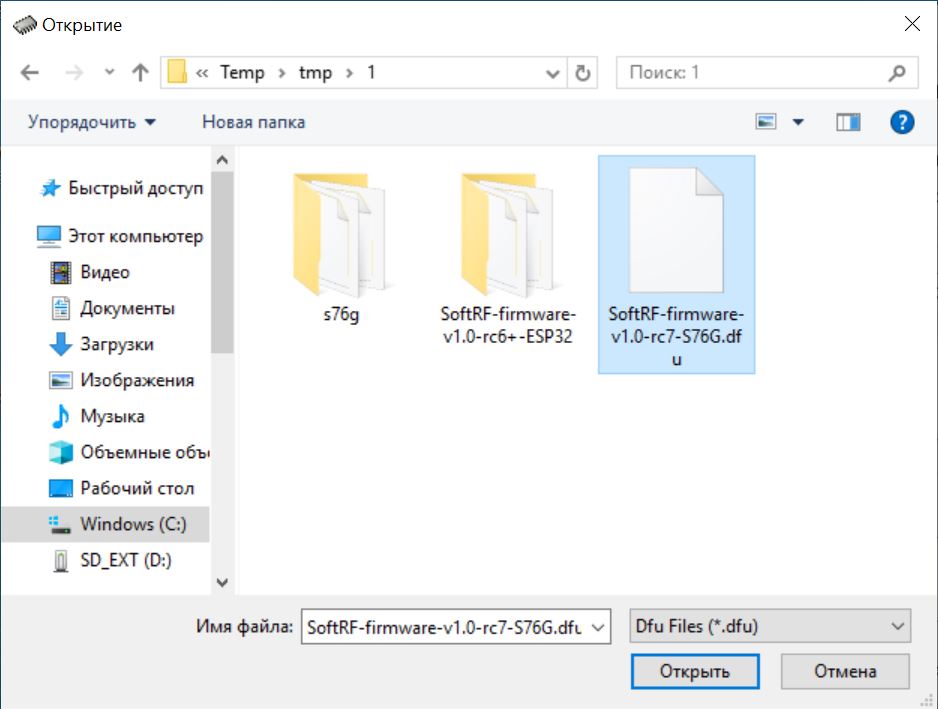 Открытие
« Temp › tmp › 1
Поиск: 1
Упорядочить
Новая папка
?
Быстрый доступ
Этот компьютер
Видео
Документы
Загрузки
Изображения
Музыка
Объемные объ
Рабочий стол
Windows (C:)
SD_EXT (D:)
s76g
SoftRF-firmware-
v1.0-rc6+-ESP32
SoftRF-firmware-
v1.0-rc7-S76G.df
u
Имя файла:
SoftRF-firmware-v1.0-rc7-S76G.dfu
Dfu Files (*.dfu)
Открыть
Отмена